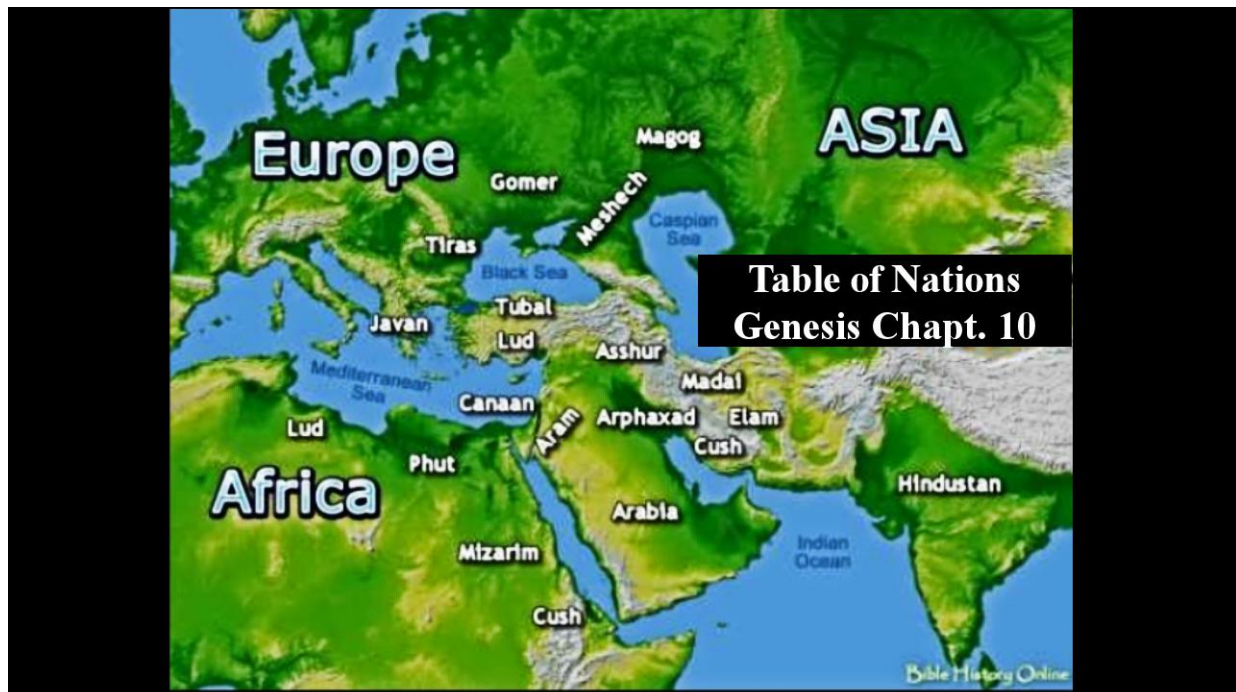 Europe
ASIA
Magog
Gomer
Meshech
Caspian
Sea
Tiras
Black Sea
Table of Nations
Genesis Chapt. 10
Tubal
Javan
Lud
Asshur
Mediterranean
Sea
Madai
Canaan
Aram
Arphaxad
Elam
Lud
Cush
Phut
Africa
Hindustan
Arabia
Mizarim
Indian
Ocean
Cush
Bible History Online